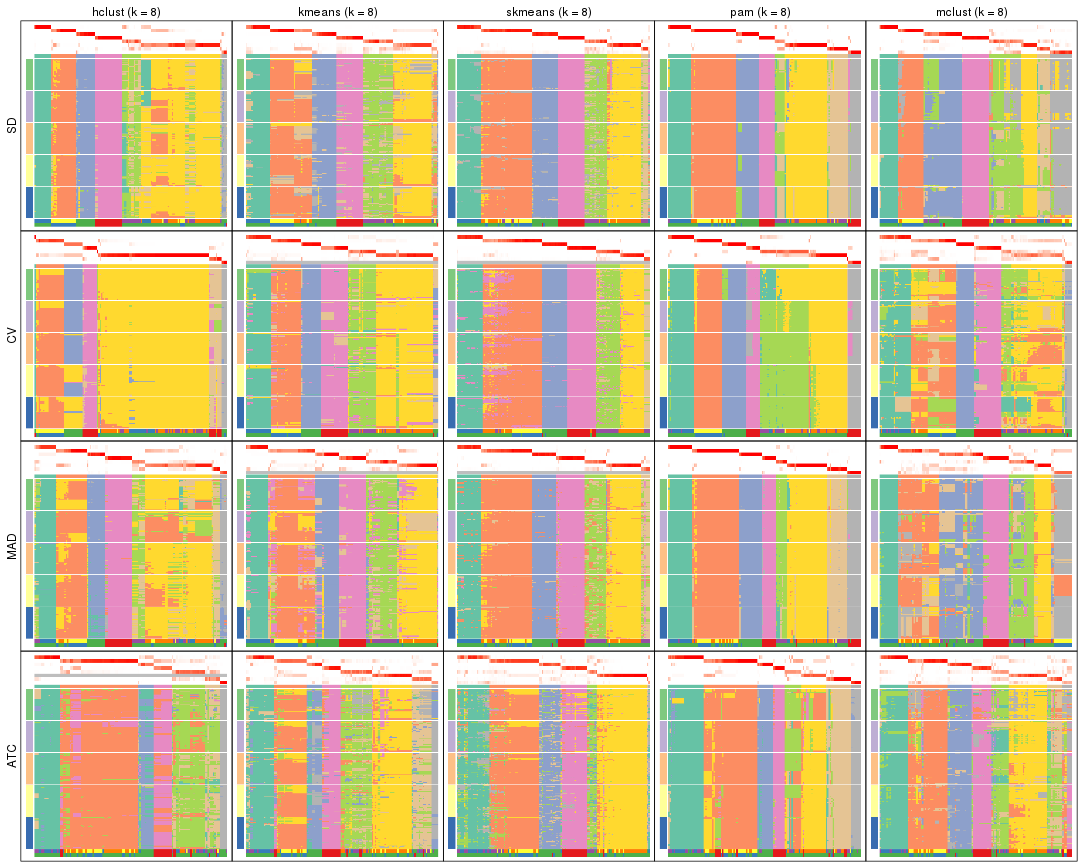 hclust (k = 8)
kmeans (k = 8)
skmeans (k = 8)
pam (k = 8)
mclust (k = 8)
SD
CV
MAD
ATC